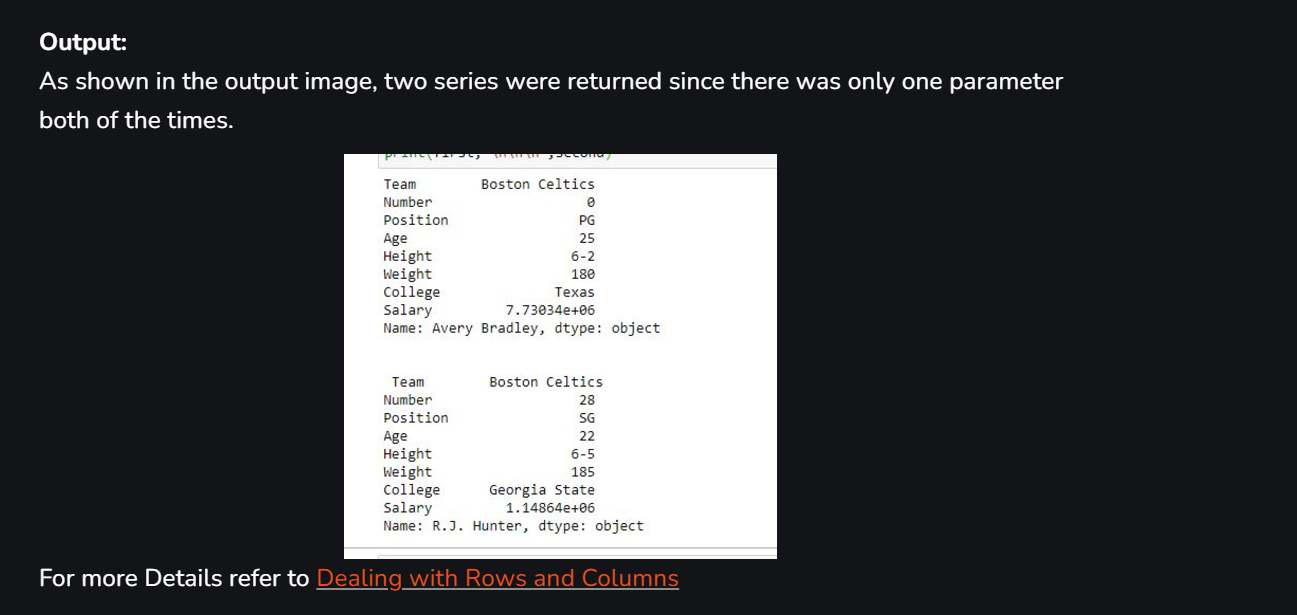 Output:
As shown in the output image, two series were returned since there was only one parameter
both of the times.
print(first, "\n\n\n",second)
Team Boston Celtics
Number 0
Position PG
Age 25
Height 6-2
Weight 180
College Texas
Salary 7.73034e+06
Name: Avery Bradley, dtype: object
Team Boston Celtics
Number 28
Position SG
Age 22
Height 6-5
Weight 185
College Georgia State
Salary 1.14864e+06
Name: R.J. Hunter, dtype: object
For more Details refer to Dealing with Rows and Columns